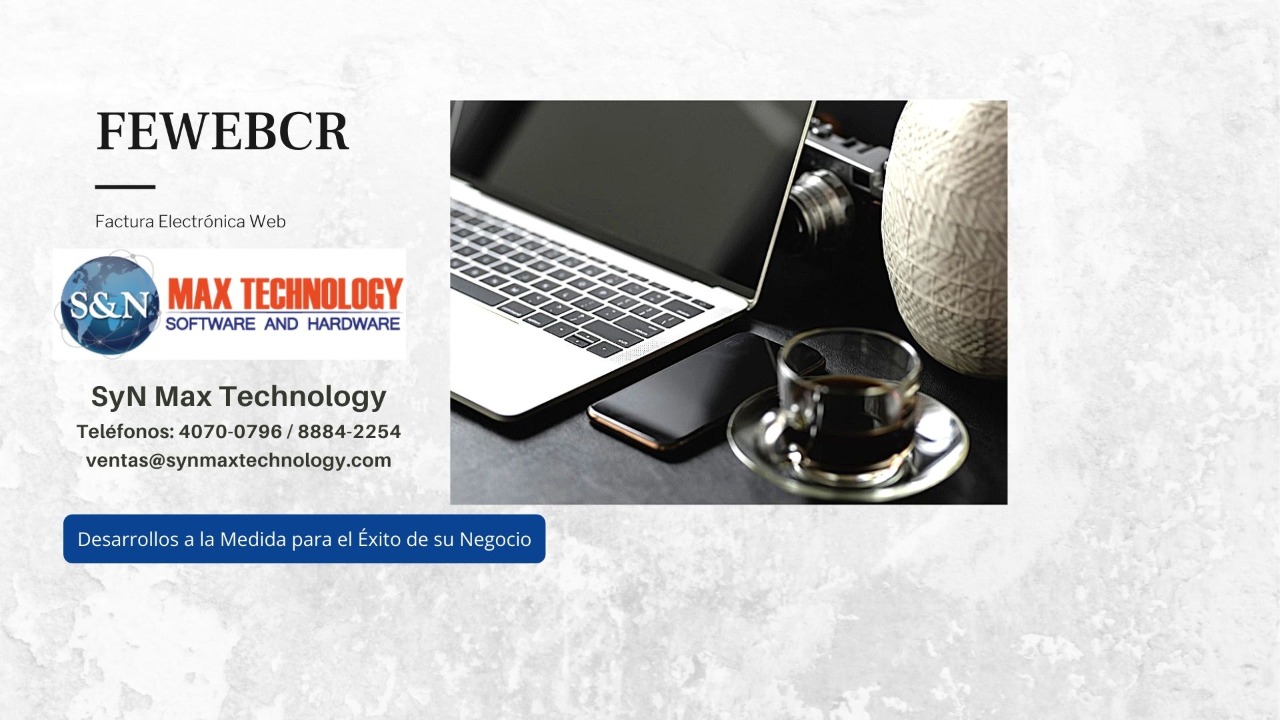 FEWEBCR
Factura Electrónica Web
S&N MAX TECHNOLOGY
SOFTWARE AND HARDWARE
SyN Max Technology
Teléfonos: 4070-0796 / 8884-2254
ventas@synmaxtechnology.com
Desarrollos a la Medida para el Éxito de su Negocio